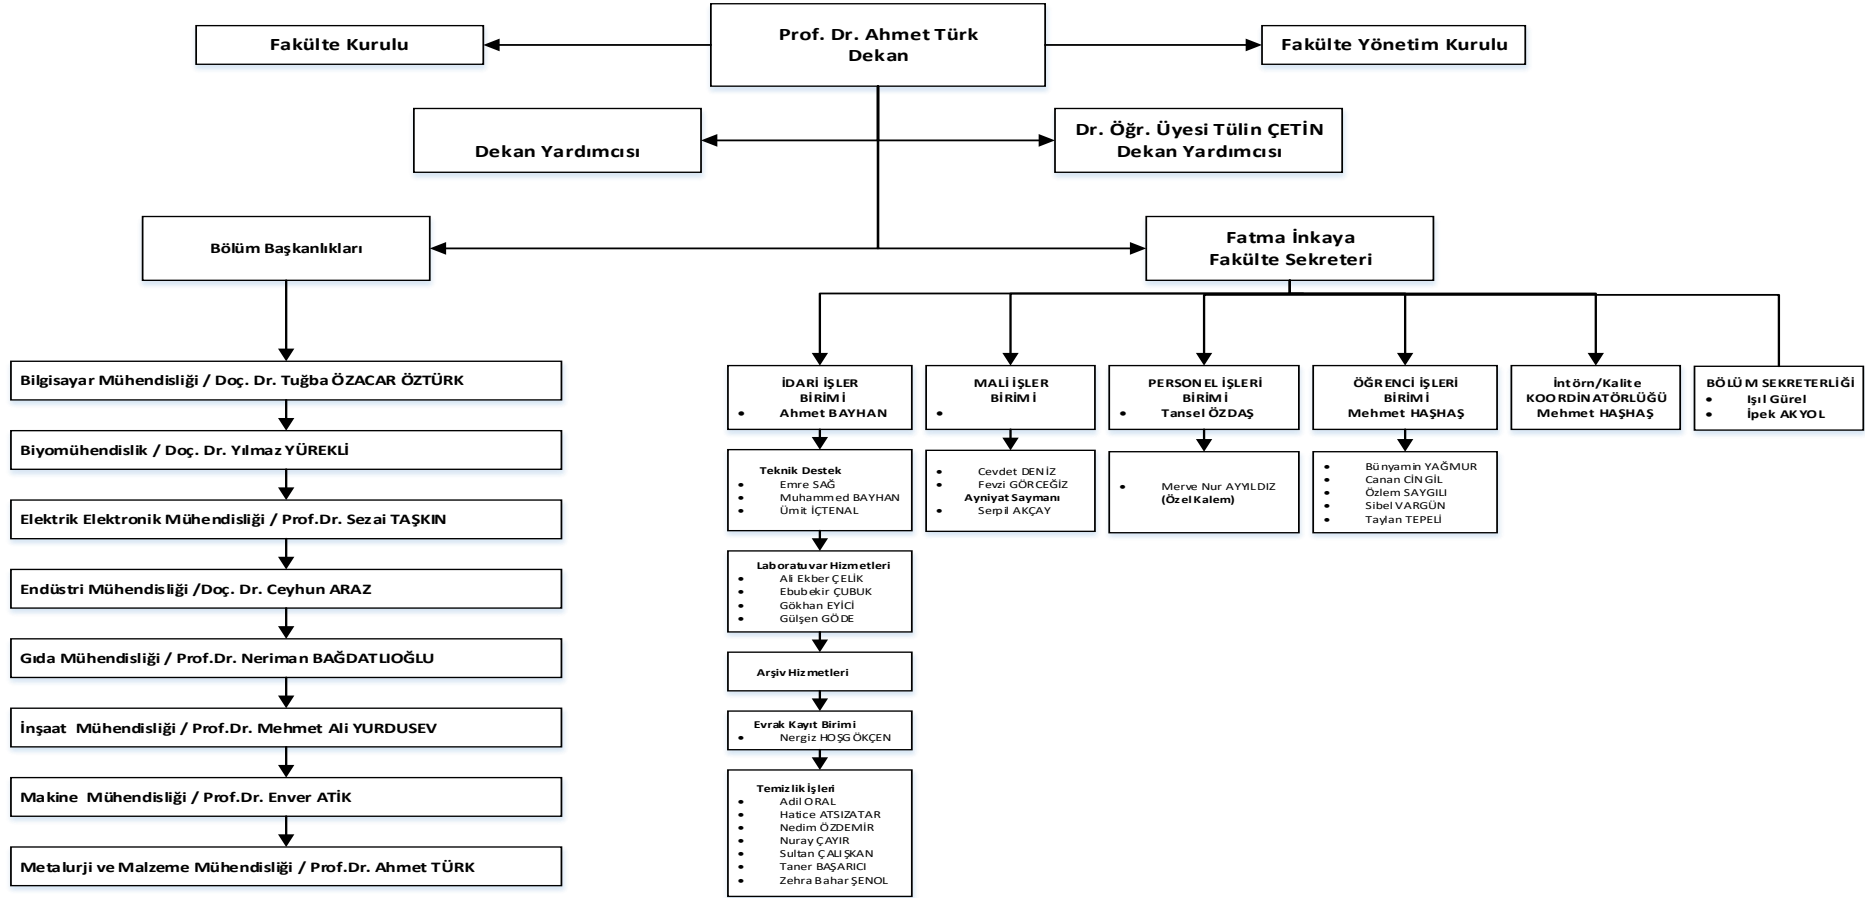 Prof. Dr. Ahmet Türk
Dekan
Fakülte Kurulu
Fakülte Yönetim Kurulu
Dekan Yardımcısı
Dr. Öğr. Üyesi Tülin ÇETİN
Dekan Yardımcısı
Bölüm Başkanlıkları
Fatma İnkaya
Fakülte Sekreteri
Bilgisayar Mühendisliği / Doç. Dr. Tuğba ÖZACAR ÖZTÜRK
Biyomühendislik / Doç. Dr. Yılmaz YÜREKLİ
Elektrik Elektronik Mühendisliği / Prof.Dr. Sezai TAŞKIN
Endüstri Mühendisliği /Doç. Dr. Ceyhun ARAZ
Gıda Mühendisliği / Prof.Dr. Neriman BAĞDATLIOĞLU
İnşaat Mühendisliği / Prof.Dr. Mehmet Ali YURDUSEV
Makine Mühendisliği / Prof.Dr. Enver ATİK
Metalurji ve Malzeme Mühendisliği / Prof.Dr. Ahmet TÜRK
İDARİ İŞLER
BİRİMİ
• Ahmet BAYHAN
Teknik Destek
• Emre SAĞ
• Muhammed BAYHAN
• Ümit İÇTENAL
Laboratuvar Hizmetleri
• Ali Ekber ÇELİK
• Ebubekir ÇUBUK
• Gökhan EYİCİ
• Gülşen GÖDE
Arşiv Hizmetleri
Evrak Kayıt Birimi
• Nergiz HOŞGÖKÇEN
Temizlik İşleri
• Adil ORAL
• Hatice ATSIZATAR
• Nedim ÖZDEMİR
• Nuray ÇAYIR
• Sultan ÇALIŞKAN
• Taner BAŞARICI
• Zehra Bahar ŞENOL
MALİ İŞLER
BİRİMİ
•
• Cevdet DENİZ
• Fevzi GÖRCEĞİZ
Ayniyat Saymanı
• Serpil AKÇAY
PERSONEL İŞLERİ
BİRİMİ
• Tansel ÖZDAŞ
• Merve Nur AYYILDIZ
(Özel Kalem)
ÖĞRENCİ İŞLERİ
BİRİMİ
Mehmet HAŞHAŞ
• Bünyamin YAĞMUR
• Canan CİNGİL
• Özlem SAYGILI
• Sibel VARGÜN
• Taylan TEPELİ
İntörn/Kalite
KOORDİNATÖRLÜĞÜ
Mehmet HAŞHAŞ
BÖLÜM SEKRETERLİĞİ
• Işıl Gürel
• İpek AKYOL